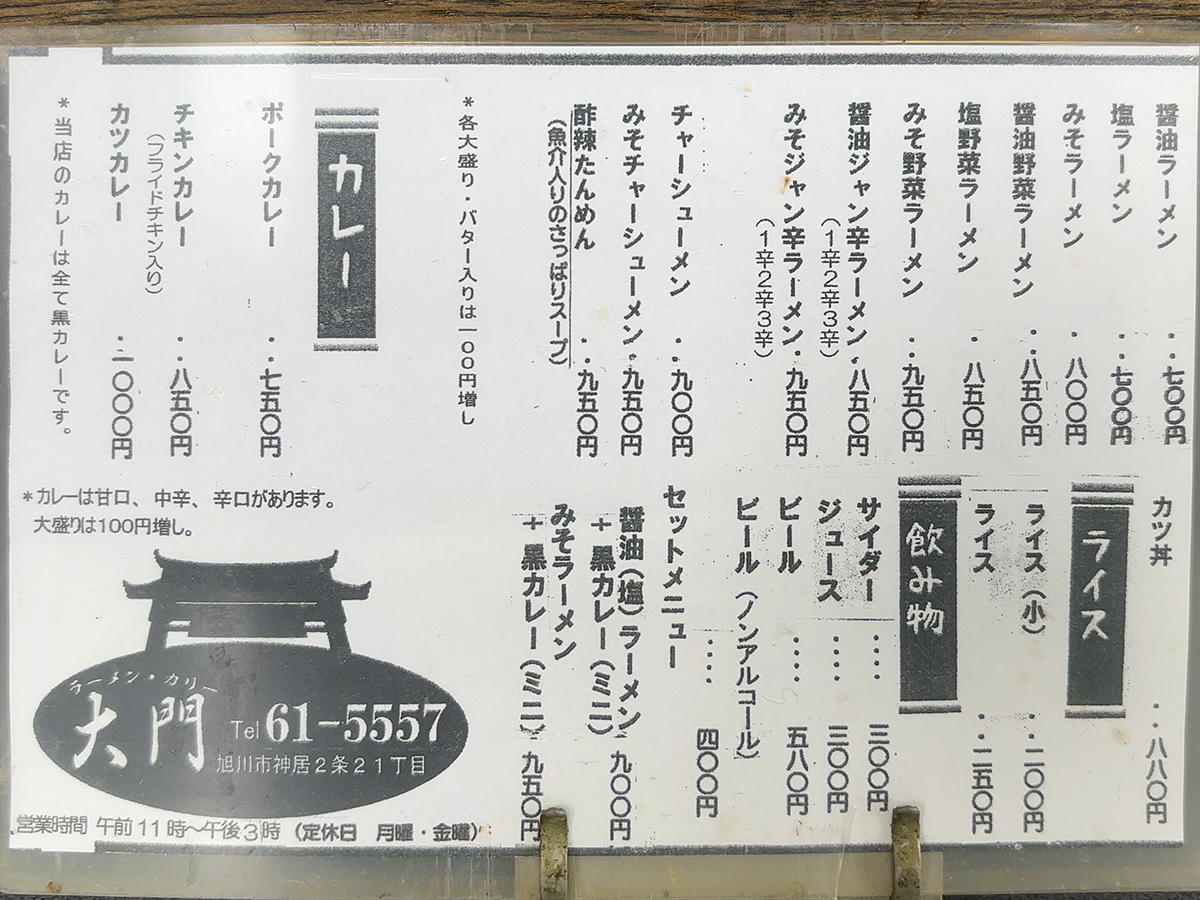 醤油ラーメン・・七〇〇円
塩ラーメン・・七〇〇円
みそラーメン・八〇〇円
醤油野菜ラーメン・・八五〇円
塩野菜ラーメン・八五〇円
みそ野菜ラーメン・・九五〇円
醤油ジャン辛ラーメン・八五〇円
(1辛2辛3辛)
みそジャン辛ラーメン・九五〇円
(1辛2辛3辛)
チャーシューメン・・九〇〇円
みそチャーシューメン・九五〇円
酢辣たんめん・・九五〇円
(魚介入りのさっぱりスープ)
*各大盛り・バター入りは一〇〇円増し
カレー
ポークカレー・・七五〇円
チキンカレー・・八五〇円
(フライドチキン入り)
カツカレー・・一〇〇〇円
*当店のカレーは全て黒カレーです。
カツ丼・・八八〇円
ライス
ライス(小)・・二〇〇円
ライス・・二五〇円
飲み物
サイダー・・・・三〇〇円
ジュース・・・・三〇〇円
ビール・・・・五八〇円
ビール(ノンアルコール)
・・・・四〇〇円
セットメニュー
醤油(塩)ラーメン
+黒カレー(ミニ)九〇〇円
みそラーメン
+黒カレー(ミニ)九五〇円
*カレーは甘口、中辛、辛口があります。
大盛りは100円増し。
ラーメン・カリー
大門
Tel 61-5557
旭川市神居2条21丁目
営業時間 午前11時〜午後3時 (定休日 月曜・金曜)